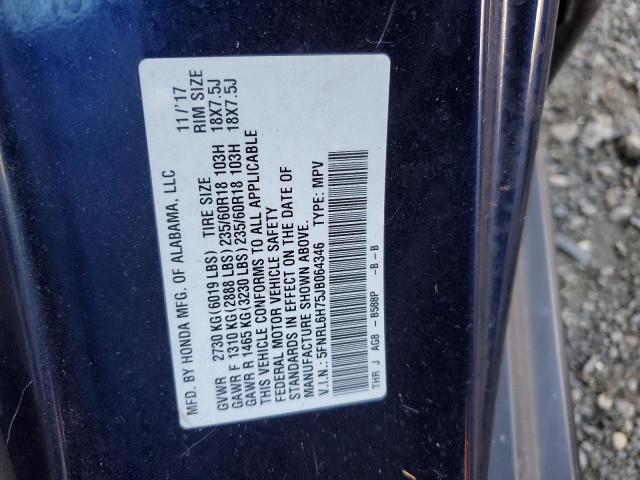 MFD. BY HONDA MFG. OF ALABAMA, LLC 11/'17
GVWR 2730 KG(6019 LBS) TIRE SIZE RIM SIZE
GAWR F 1310 KG(2888 LBS)235/60R18 103H 18X7.5J
GAWR R 1465 KG(3230 LBS)235/60R18 103H 18X7.5J
THIS VEHICLE CONFORMS TO ALL APPLICABLE
FEDERAL MOTOR VEHICLE SAFETY
STANDARDS IN EFFECT ON THE DATE OF
MANUFACTURE SHOWN ABOVE.
V.I.N.: 5FNRL6H75JB064346 TYPE: MPV
THR J AGB - B588P -B-B